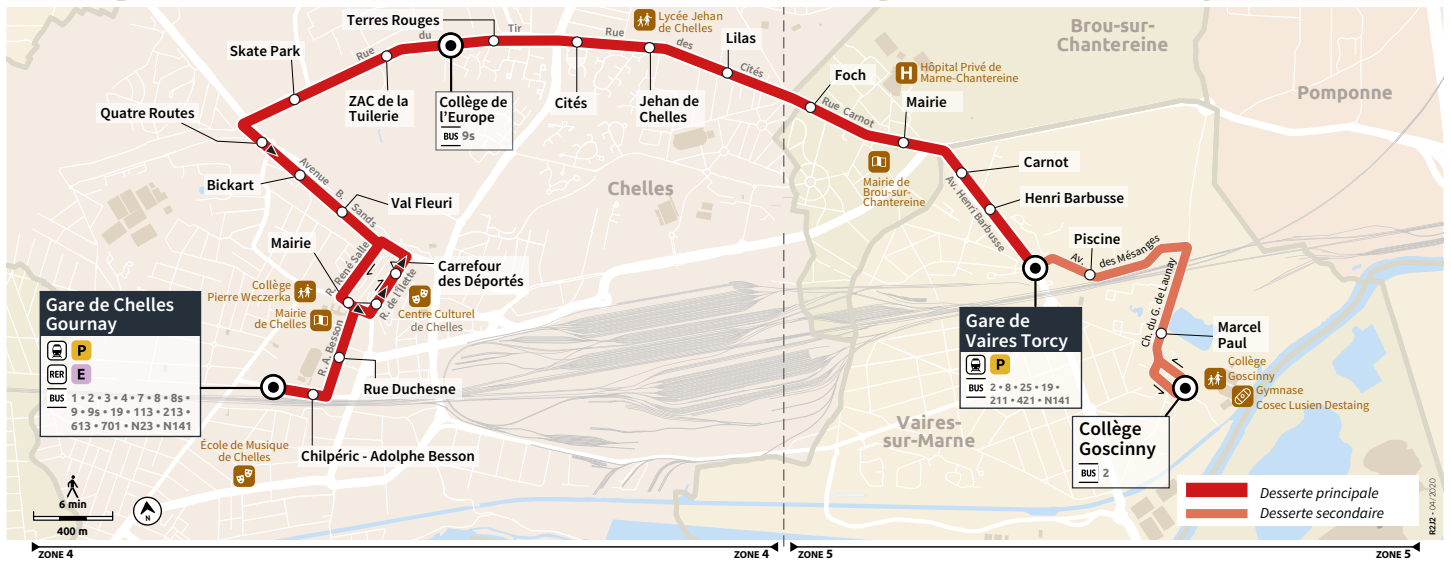 Terres Rouges
Lycée Jehan
de Chelles
Skate Park
Rue
du
Tir
Rue
des
Cités
Lilas
Brou-sur-
Chantereine
Foch
Hôpital Privé de
Marne-Chantereine
Pomponne
Quatre Routes
ZAC de la
Tuilerie
Collège de
l'Europe
BUS 9s
Cités
Jehan de
Chelles
Rue Carnot
Mairie
Bickart
Avenue B. Sands
Val Fleuri
Chelles
Mairie de
Brou-sur-
Chantereine
Carnot
Henri Barbusse
Av. Henri Barbusse
Mairie
R. René Salle
Carrefour
des Déportés
R. de l'Ilette
Piscine
Av. des Mésanges
Collège
Pierre Weczerka
Mairie
de Chelles
Centre Culturel
de Chelles
Gare de Chelles
Gournay
P
RER E
BUS 1 • 2 • 3 • 4 • 7 • 8 • 8s •
9 • 9s • 19 • 113 • 213 •
613 • 701 • N23 • N141
R. A. Besson
Rue Duchesne
Gare de
Vaires Torcy
P
BUS 2 • 8 • 25 • 19 •
211 • 421 • N141
Ch. du G. de Launay
Marcel
Paul
Collège
Goscinny
Gymnase
Cosec Lusien Destaing
École de Musique
de Chelles
Chilpéric - Adolphe Besson
Vaires-
sur-Marne
Collège
Goscinny
BUS 2
6 min
400 m
N
Desserte principale
Desserte secondaire
R2J2 - 04/2020
ZONE 4
ZONE 4
ZONE 5
ZONE 5